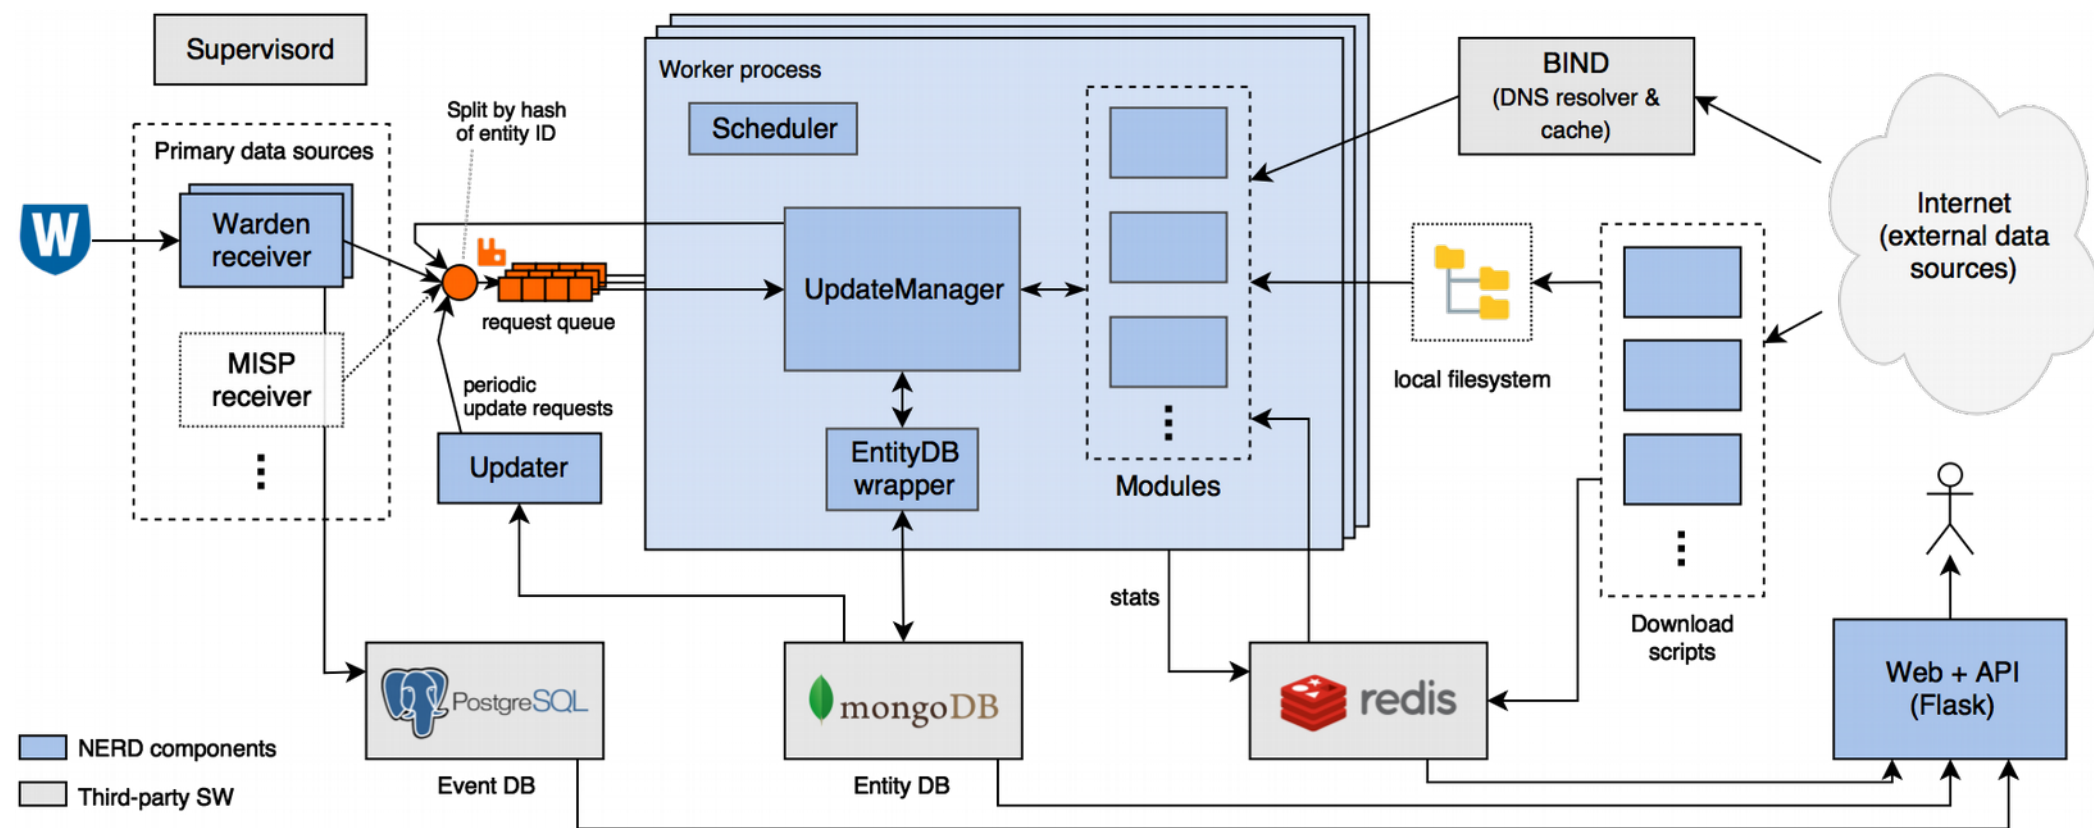 Supervisord
Primary data sources
W
Warden
receiver
MISP
receiver
Split by hash
of entity ID
request queue
periodic
update requests
Updater
Worker process
Scheduler
UpdateManager
EntityDB
wrapper
Modules
BIND
(DNS resolver &
cache)
local filesystem
Internet
(external data
sources)
Download
scripts
stats
PostgreSQL
Event DB
mongoDB
Entity DB
redis
Web + API
(Flask)
NERD components
Third-party SW